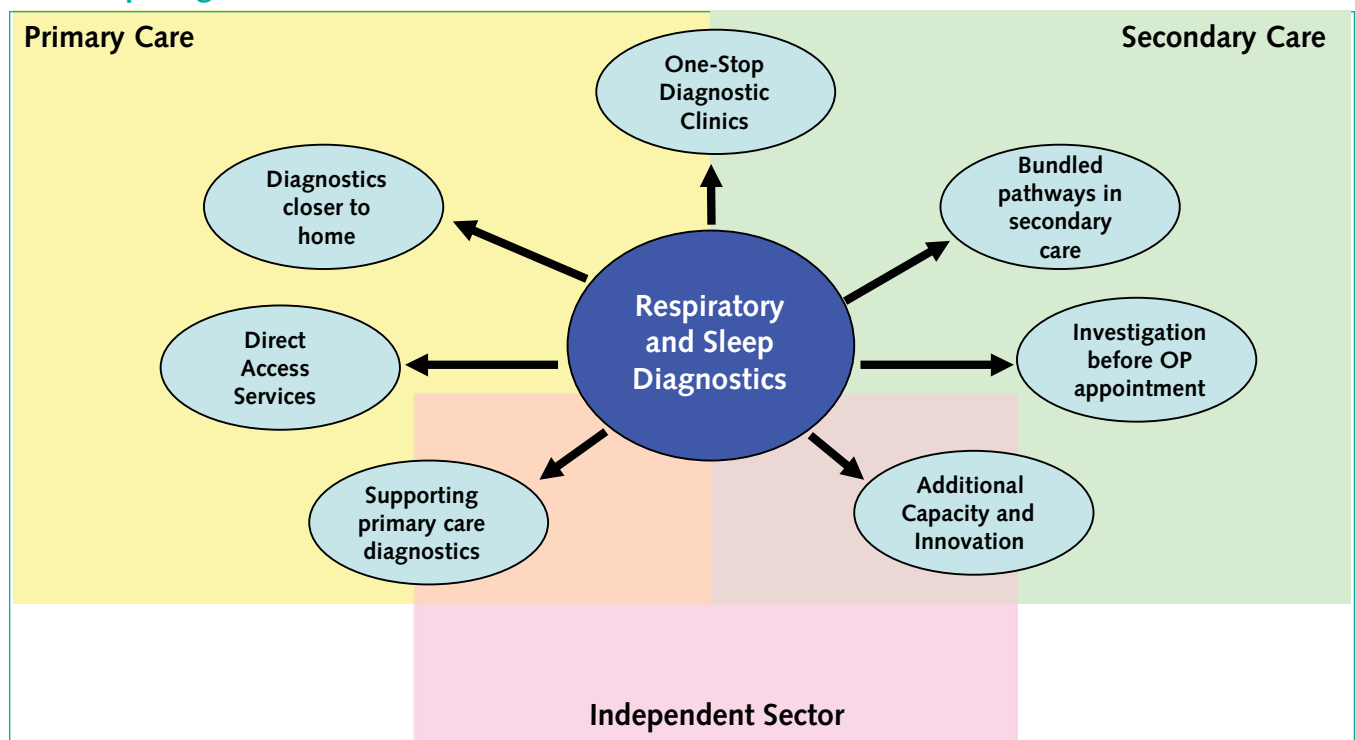 Primary Care
Secondary Care
One-Stop
Diagnostic
Clinics
Diagnostics
closer to
home
Bundled
pathways in
secondary
care
Respiratory
and Sleep
Diagnostics
Direct
Access
Services
Investigation
before OP
appointment
Supporting
primary care
diagnostics
Additional
Capacity and
Innovation
Independent Sector